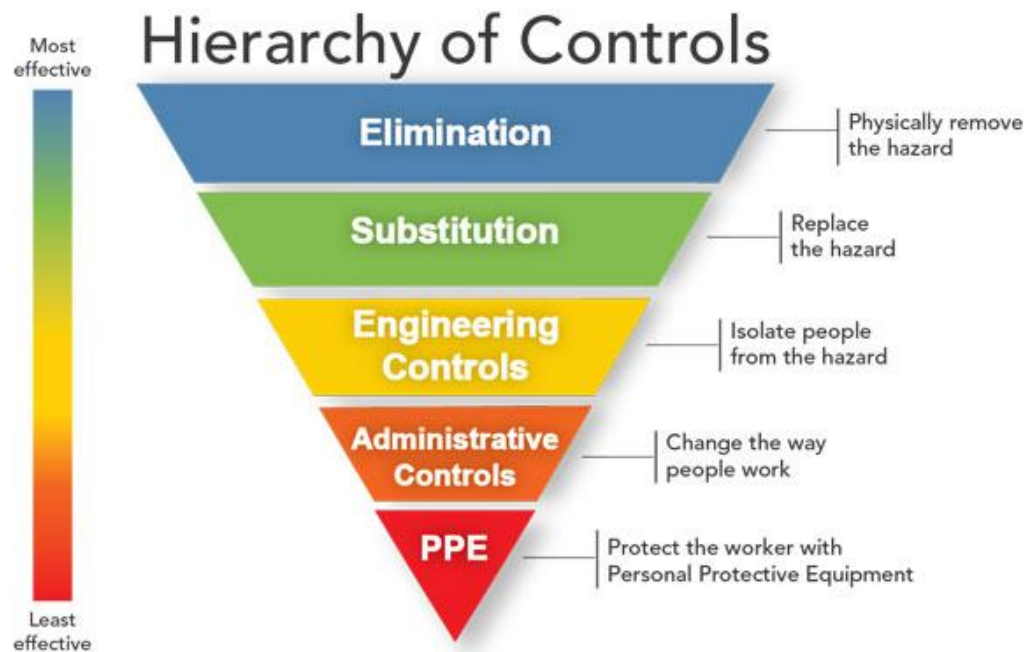 Hierarchy of Controls
Most
effective
Elimination
Physically remove
the hazard
Substitution
Replace
the hazard
Engineering
Controls
Isolate people
from the hazard
Administrative
Controls
Change the way
people work
PPE
Protect the worker with
Personal Protective Equipment
Least
effective